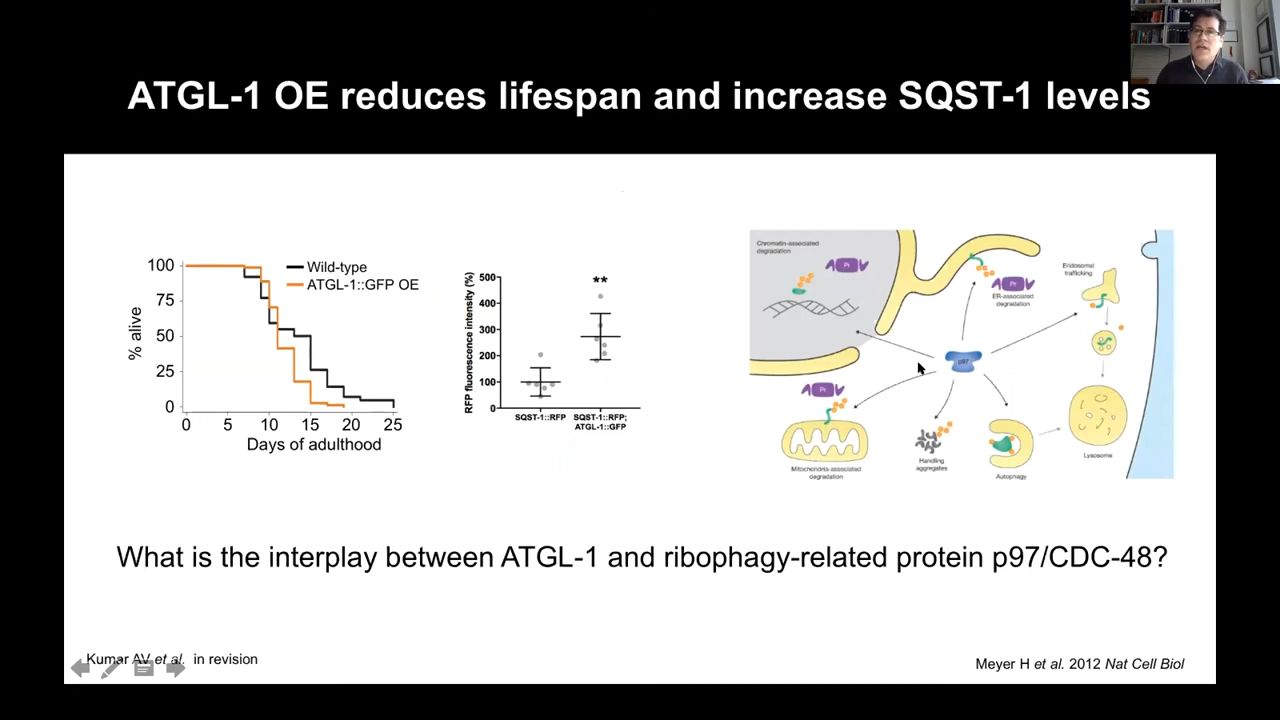 ATGL-1 OE reduces lifespan and increase SQST-1 levels
100
75
50
25
0
% alive
0 5 10 15 20 25
Days of adulthood
Wild-type
ATGL-1::GFP OE
RFP fluorescence intensity (%)
500
400
300
200
100
0
**
SQST-1::RFP
SQST-1::RFP;
ATGL-1::GFP
Chromatin-associated
degradation
Pr
Pr
ER-associated
degradation
Endosomal
trafficking
p97
Pr
Mitochondria-associated
degradation
Handling
aggregates
Autophagy
Lysosome
What is the interplay between ATGL-1 and ribophagy-related protein p97/CDC-48?
Kumar AV et al. in revision
Meyer H et al. 2012 Nat Cell Biol